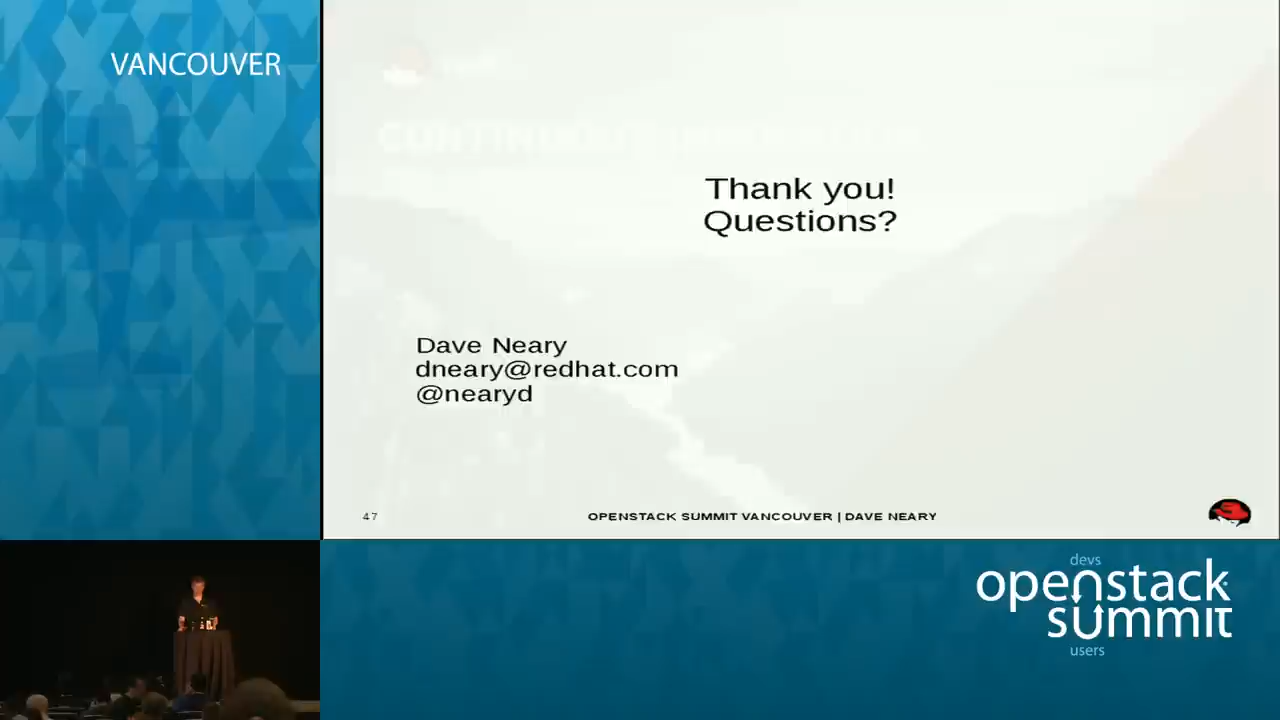 VANCOUVER
Thank you!
Questions?
Dave Neary
dneary@redhat.com
@nearyd
47
OPENSTACK SUMMIT VANCOUVER | DAVE NEARY
devs
openstack
summit
users